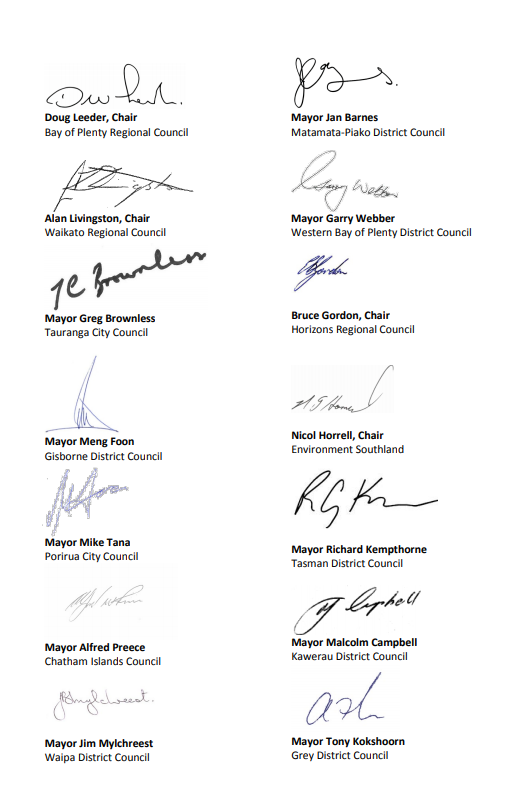 Doug Leeder, Chair
Bay of Plenty Regional Council
Mayor Jan Barnes
Matamata-Piako District Council
Alan Livingston, Chair
Waikato Regional Council
Garry Webber
Mayor Garry Webber
Western Bay of Plenty District Council
Brownless
Mayor Greg Brownless
Tauranga City Council
Bruce Gordon, Chair
Horizons Regional Council
Mayor Meng Foon
Gisborne District Council
Nicol Horrell, Chair
Environment Southland
Mayor Mike Tana
Porirua City Council
Mayor Richard Kempthorne
Tasman District Council
Mayor Alfred Preece
Chatham Islands Council
Mayor Malcolm Campbell
Kawerau District Council
Mayor Jim Mylchreest
Waipa District Council
Mayor Tony Kokshoorn
Grey District Council